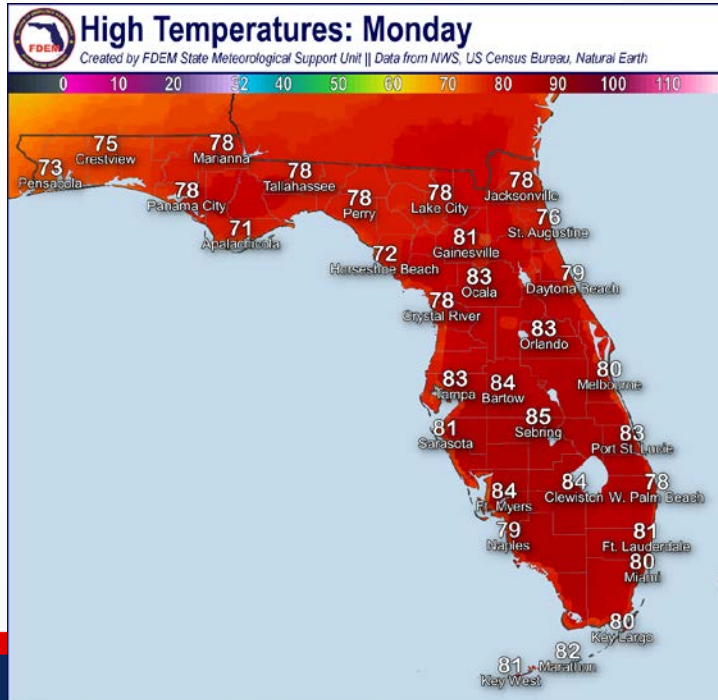 FDEM
High Temperatures: Monday
Created by FDEM State Meteorological Support Unit || Data from NWS, US Census Bureau, Natural Earth
0 10 20 32 40 50 60 70 80 90 100 110
75
Crestview
78
Marianna
73
Pensacola
78
Tallahassee
78
Panama City
78
Perry
78
Lake City
78
Jacksonville
71
Apalachicola
76
St. Augustine
81
Gainesville
72
Horseshoe Beach
83
Ocala
79
Daytona Beach
78
Crystal River
83
Orlando
83
Tampa
84
Bartow
80
Melbourne
85
Sebring
81
Sarasota
83
Port St. Lucie
84
Ft. Myers
84
Clewiston
78
W. Palm Beach
79
Naples
81
Ft. Lauderdale
80
Miami
80
Key Largo
82
Marathon
81
Key West